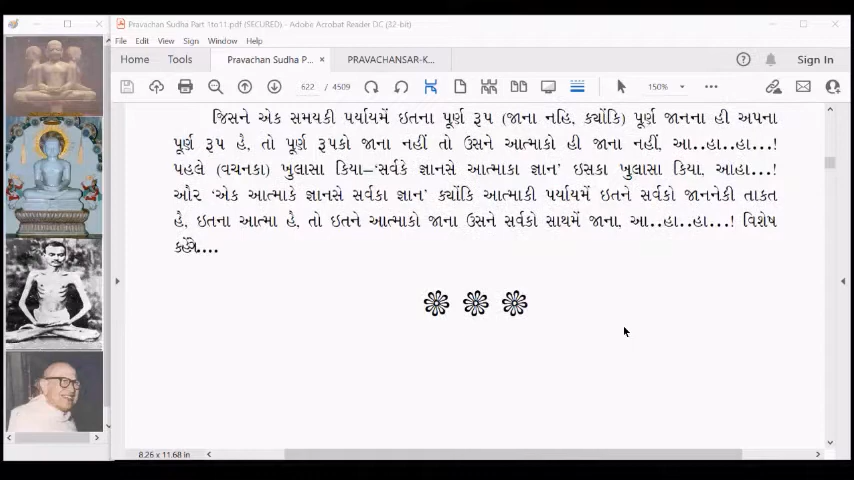 Pravachan Sudha Part 1to11.pdf (SECURED) - Adobe Acrobat Reader DC (32-bit)
File Edit View Sign Window Help
Home Tools Pravachan Sudha P... × PRAVACHANSAR-K... Sign In
622 / 4509 150%
જિસને એક સમયકી પર્યાયમેં ઇતના પૂર્ણ રૂપ (જાના નહિ, ક્યોંકિ) પૂર્ણ જાનના હી અપના
પૂર્ણ રૂપ હૈ, તો પૂર્ણ રૂપકો જાના નહીં તો ઉસને આત્માકો હી જાના નહીં, આ..હા..હા...!
પહલે (વચનકા) ખુલાસા કિયા–‘સર્વકે જ્ઞાનસે આત્માકા જ્ઞાન’ ઇસકા ખુલાસા કિયા, આહા...!
ઔર ‘એક આત્માકે જ્ઞાનસે સર્વકા જ્ઞાન’ ક્યોંકિ આત્માકી પર્યાયમેં ઇતને સર્વકો જાનનેકી તાકત
હૈ, ઇતના આત્મા હૈ, તો ઇતને આત્માકો જાના ઉસને સર્વકો સાથમેં જાના, આ..હા..હા...! વિશેષ
કહેંગે....
8.26 x 11.68 in